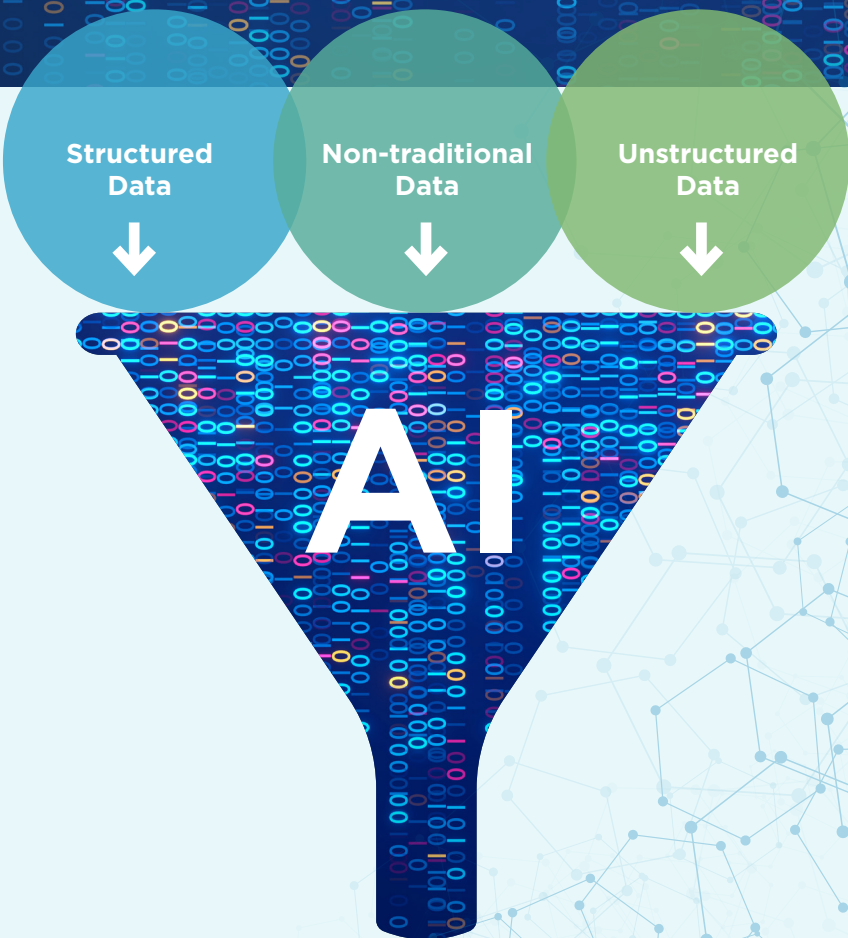 Structured
Data
Non-traditional
Data
Unstructured
Data
AI